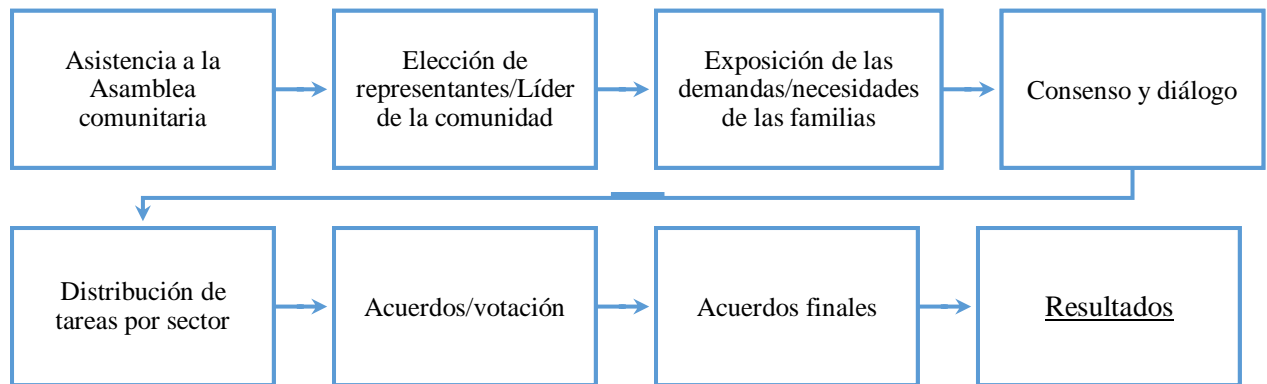 Asistencia a la
Asamblea
comunitaria
Elección de
representantes/Líder
de la comunidad
Exposición de las
demandas/necesidades
de las familias
Consenso y diálogo
Distribución de
tareas por sector
Acuerdos/votación
Acuerdos finales
Resultados